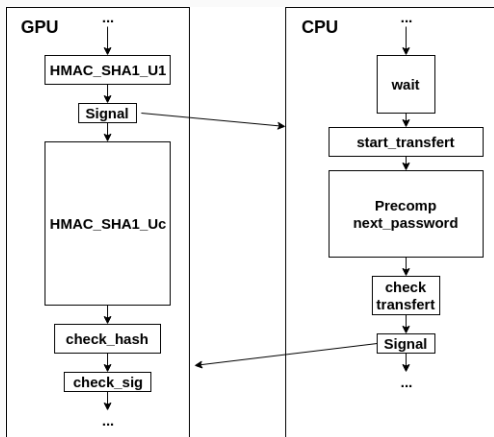 GPU
...
HMAC_SHA1_U1
Signal
HMAC_SHA1_Uc
check_hash
check_sig
...
CPU
...
wait
start_transfert
Precomp
next_password
check
transfert
Signal
...